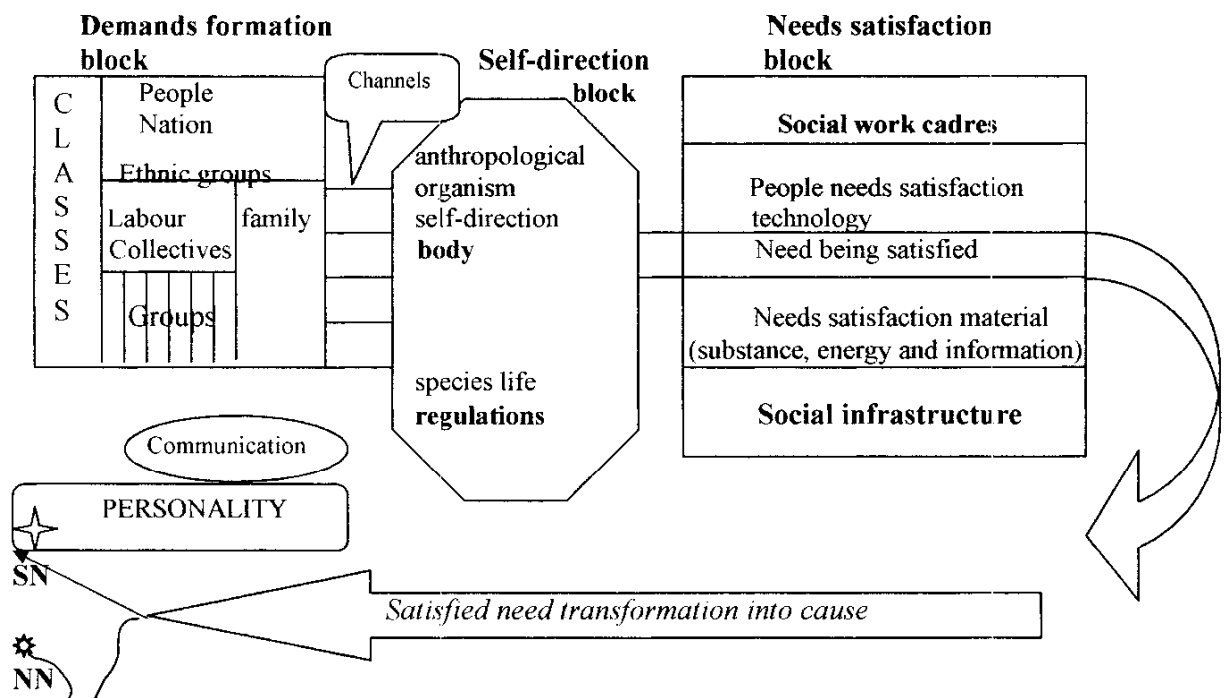 Demands formation
block
Self-direction
block
Needs satisfaction
block
CLASSES
People
Nation
Ethnic groups
Labour
Collectives
family
Groups
Channels
anthropological
organism
self-direction
body
species life
regulations
Social work cadres
People needs satisfaction
technology
Need being satisfied
Needs satisfaction material
(substance, energy and information)
Social infrastructure
Communication
PERSONALITY
SN
Satisfied need transformation into cause
NN